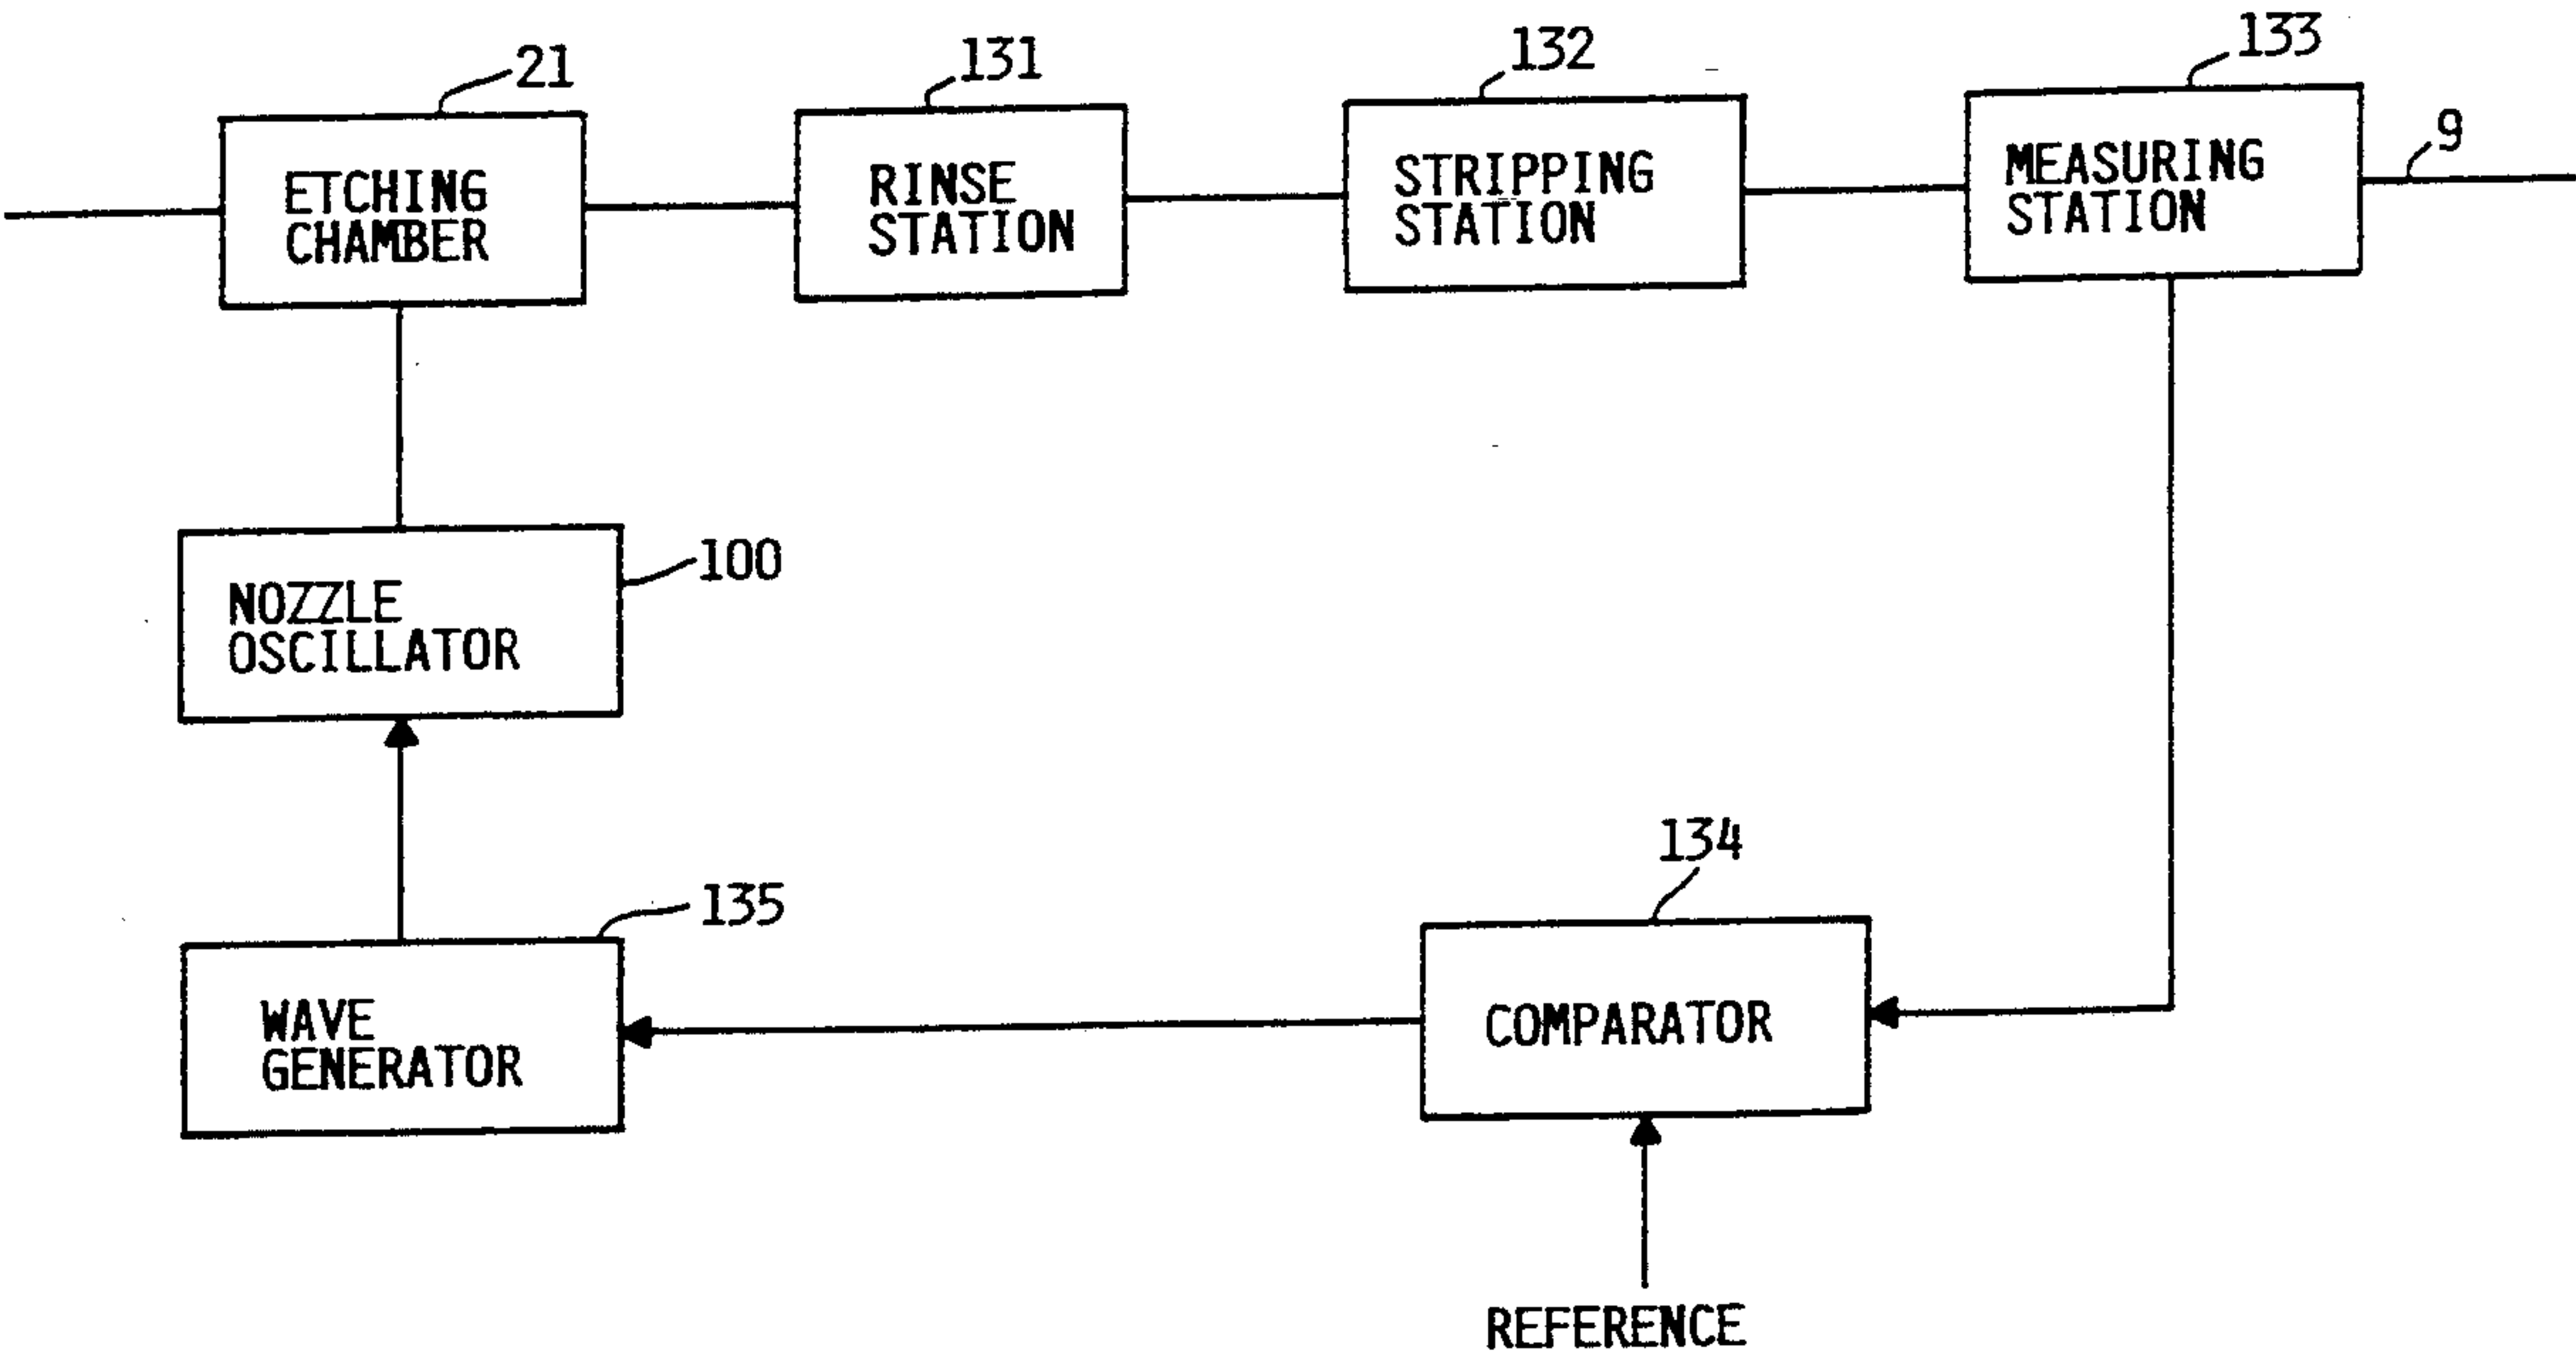 21
131
132
133
9
ETCHING
CHAMBER
RINSE
STATION
STRIPPING
STATION
MEASURING
STATION
100
NOZZLE
OSCILLATOR
134
135
WAVE
GENERATOR
COMPARATOR
REFERENCE